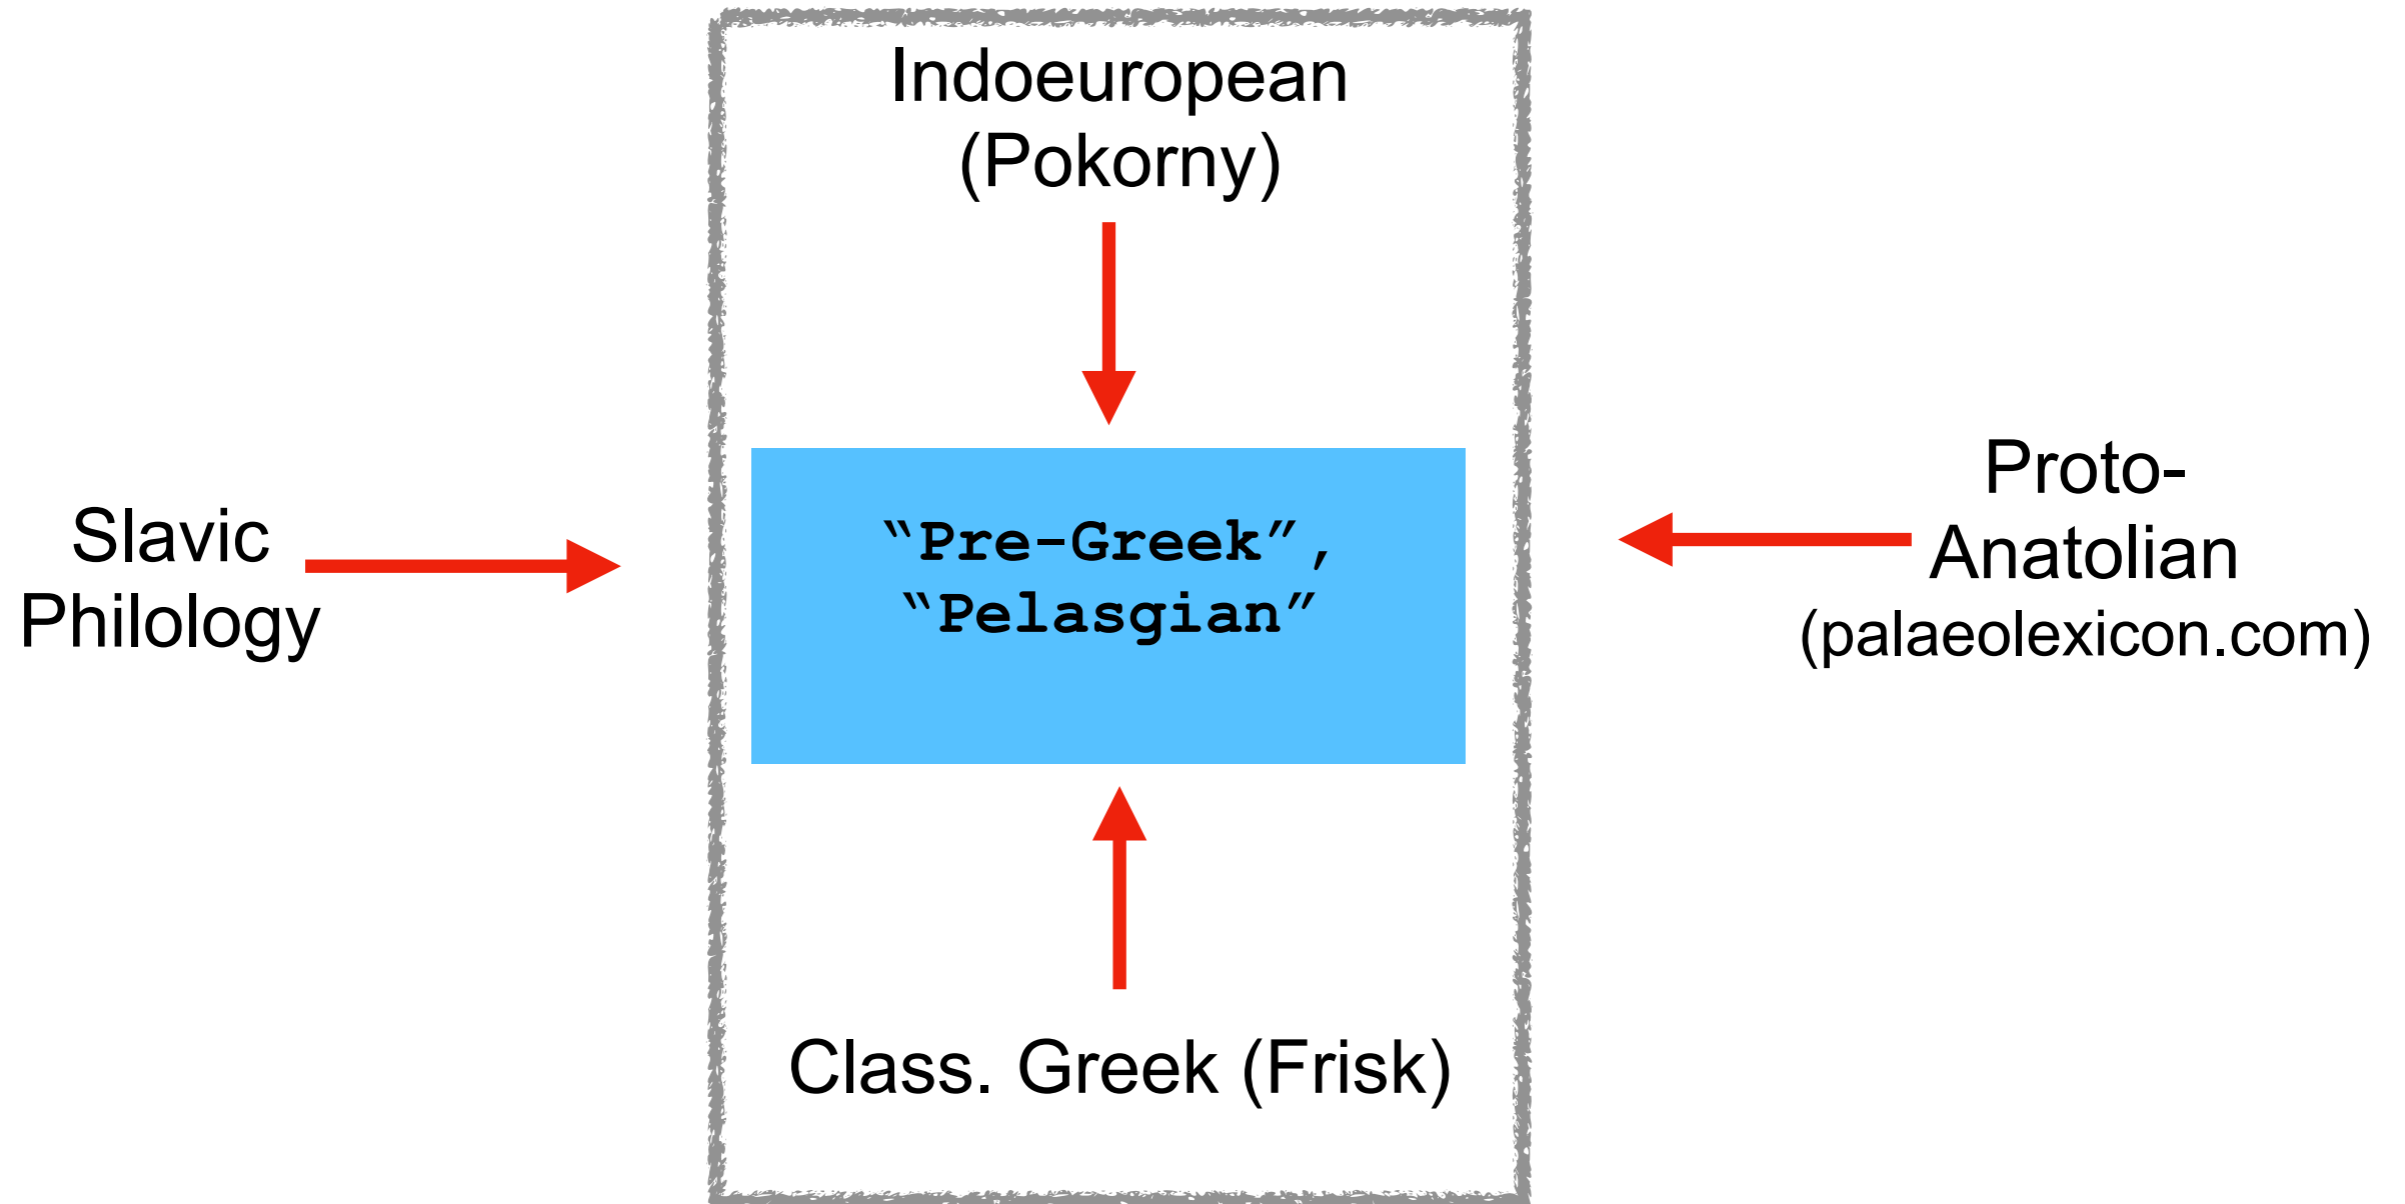 Indoeuropean
(Pokorny)
Slavic
Philology
“Pre-Greek”,
“Pelasgian”
Proto-
Anatolian
(palaeolexicon.com)
Class. Greek (Frisk)